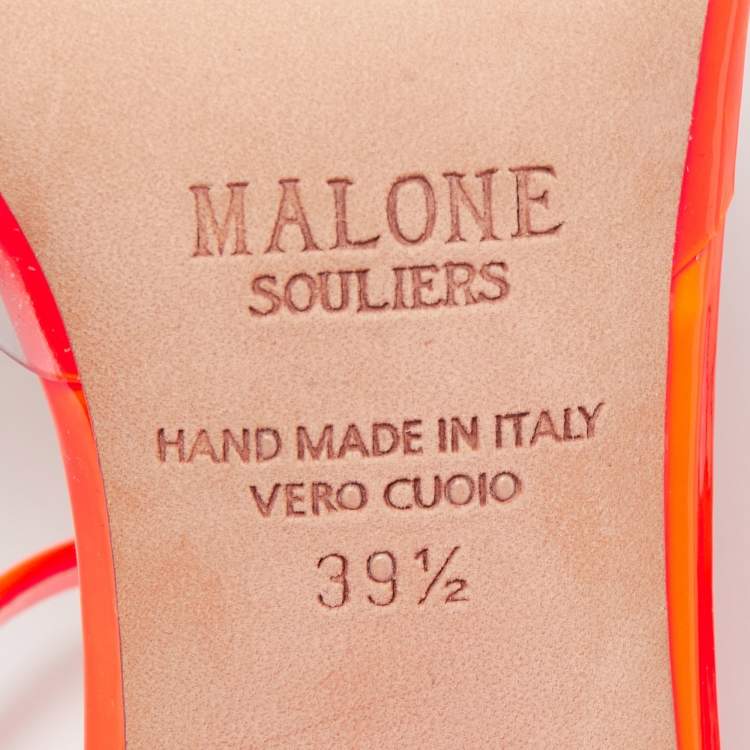 MALONE
SOULIERS
HAND MADE IN ITALY
VERO CUOIO
39½